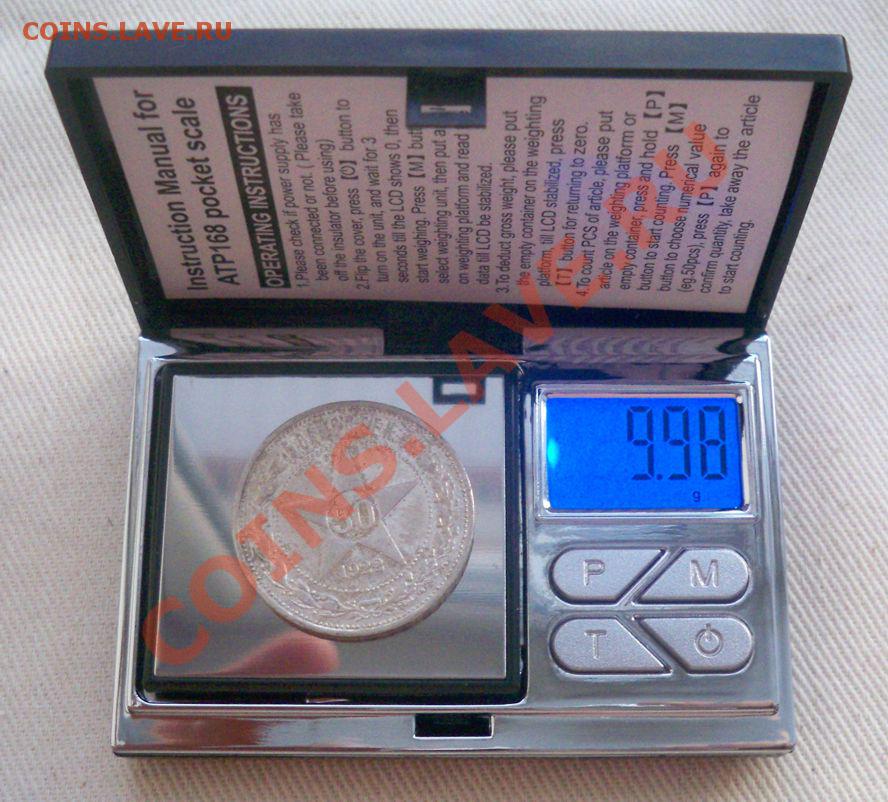 COINS.LAVE.RU
Instruction Manual for
ATP168 pocket scale
OPERATING INSTRUCTIONS
1.Please check if power supply has
been connected or not. ( Please take
off the insulator before using)
2.Flip the cover, press 【⏻】 button to
turn on the unit, and wait for 3
seconds till the LCD shows 0, then
start weighing. Press 【M】 but
select weighting unit, then put a
on weighting platform and read
data till LCD be stabilized.
3.To deduct gross weight, please put
the empty container on the weighting
platform, till LCD stabilized, press
【T】 button for returning to zero.
4.To count PCS of article, please put
article on the weighting platform or
empty container, press and hold 【P】
button to start counting. Press 【M】
button to choose numerical value
(eg.50pcs), press 【P】 again to
confirm quantity, take away the article
to start counting.
9.98
g
50
P
M
T
COINS.LAVE.RU